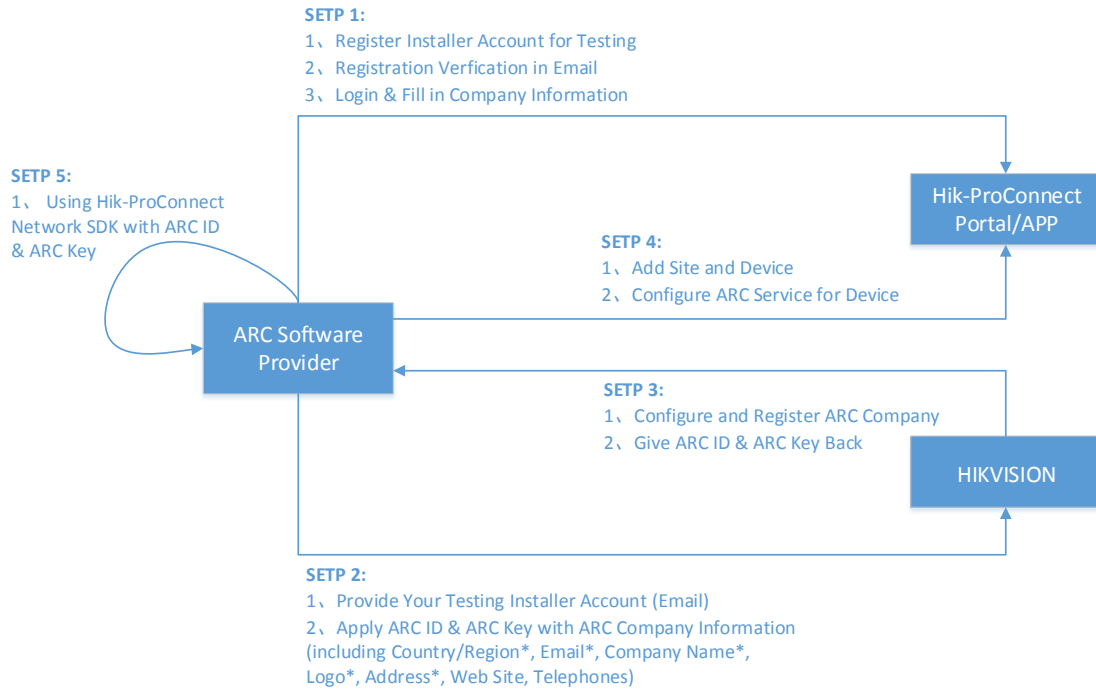 SETP 1:
1、Register Installer Account for Testing
2、Registration Verfication in Email
3、Login & Fill in Company Information
SETP 5:
1、 Using Hik-ProConnect
Network SDK with ARC ID
& ARC Key
Hik-ProConnect
Portal/APP
SETP 4:
1、Add Site and Device
2、Configure ARC Service for Device
ARC Software
Provider
SETP 3:
1、Configure and Register ARC Company
2、Give ARC ID & ARC Key Back
HIKVISION
SETP 2:
1、Provide Your Testing Installer Account (Email)
2、Apply ARC ID & ARC Key with ARC Company Information
(including Country/Region*, Email*, Company Name*,
Logo*, Address*, Web Site, Telephones)